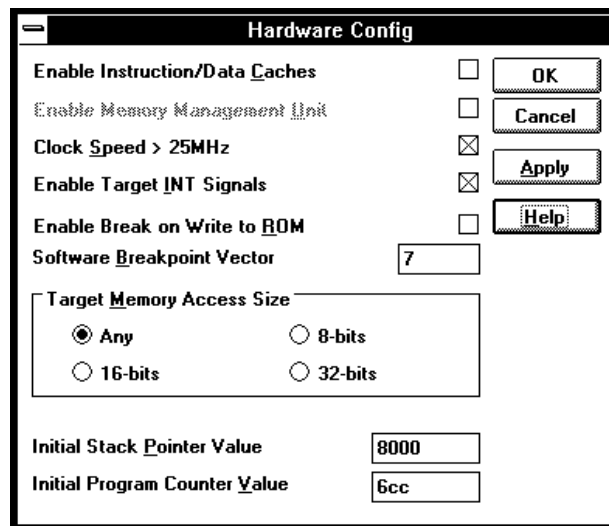 Hardware Config
Enable Instruction/Data Caches
OK
Enable Memory Management Unit
Cancel
Clock Speed > 25MHz
Apply
Enable Target INT Signals
Help
Enable Break on Write to ROM
Software Breakpoint Vector 7
Target Memory Access Size
Any 8-bits
16-bits 32-bits
Initial Stack Pointer Value 8000
Initial Program Counter Value 6cc